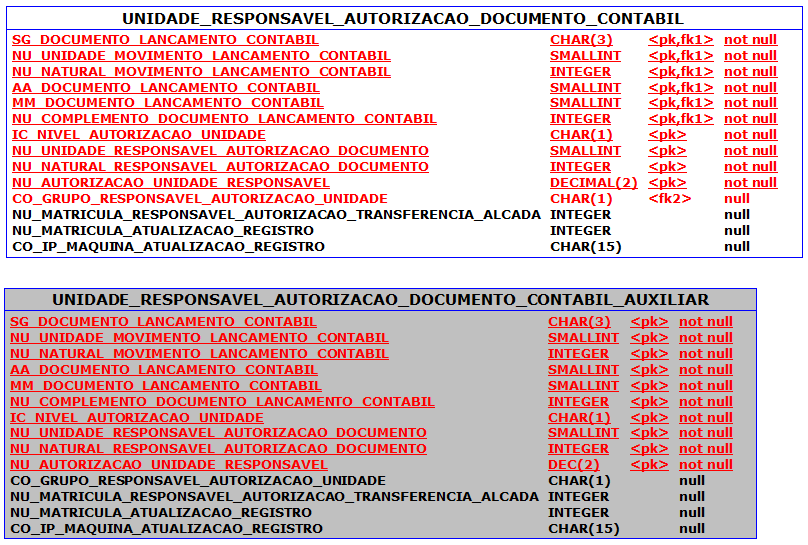 UNIDADE_RESPONSAVEL_AUTORIZACAO_DOCUMENTO_CONTABIL
SG_DOCUMENTO_LANCAMENTO_CONTABIL CHAR(3) <pk,fk1> not null
NU_UNIDADE_MOVIMENTO_LANCAMENTO_CONTABIL SMALLINT <pk,fk1> not null
NU_NATURAL_MOVIMENTO_LANCAMENTO_CONTABIL INTEGER <pk,fk1> not null
AA_DOCUMENTO_LANCAMENTO_CONTABIL SMALLINT <pk,fk1> not null
MM_DOCUMENTO_LANCAMENTO_CONTABIL SMALLINT <pk,fk1> not null
NU_COMPLEMENTO_DOCUMENTO_LANCAMENTO_CONTABIL INTEGER <pk,fk1> not null
IC_NIVEL_AUTORIZACAO_UNIDADE CHAR(1) <pk> not null
NU_UNIDADE_RESPONSAVEL_AUTORIZACAO_DOCUMENTO SMALLINT <pk> not null
NU_NATURAL_RESPONSAVEL_AUTORIZACAO_DOCUMENTO INTEGER <pk> not null
NU_AUTORIZACAO_UNIDADE_RESPONSAVEL DECIMAL(2) <pk> not null
CO_GRUPO_RESPONSAVEL_AUTORIZACAO_UNIDADE CHAR(1) <fk2> null
NU_MATRICULA_RESPONSAVEL_AUTORIZACAO_TRANSFERENCIA_ALCADA INTEGER null
NU_MATRICULA_ATUALIZACAO_REGISTRO INTEGER null
CO_IP_MAQUINA_ATUALIZACAO_REGISTRO CHAR(15) null
UNIDADE_RESPONSAVEL_AUTORIZACAO_DOCUMENTO_CONTABIL_AUXILIAR
SG_DOCUMENTO_LANCAMENTO_CONTABIL CHAR(3) <pk> not null
NU_UNIDADE_MOVIMENTO_LANCAMENTO_CONTABIL SMALLINT <pk> not null
NU_NATURAL_MOVIMENTO_LANCAMENTO_CONTABIL INTEGER <pk> not null
AA_DOCUMENTO_LANCAMENTO_CONTABIL SMALLINT <pk> not null
MM_DOCUMENTO_LANCAMENTO_CONTABIL SMALLINT <pk> not null
NU_COMPLEMENTO_DOCUMENTO_LANCAMENTO_CONTABIL INTEGER <pk> not null
IC_NIVEL_AUTORIZACAO_UNIDADE CHAR(1) <pk> not null
NU_UNIDADE_RESPONSAVEL_AUTORIZACAO_DOCUMENTO SMALLINT <pk> not null
NU_NATURAL_RESPONSAVEL_AUTORIZACAO_DOCUMENTO INTEGER <pk> not null
NU_AUTORIZACAO_UNIDADE_RESPONSAVEL DEC(2) <pk> not null
CO_GRUPO_RESPONSAVEL_AUTORIZACAO_UNIDADE CHAR(1) null
NU_MATRICULA_RESPONSAVEL_AUTORIZACAO_TRANSFERENCIA_ALCADA INTEGER null
NU_MATRICULA_ATUALIZACAO_REGISTRO INTEGER null
CO_IP_MAQUINA_ATUALIZACAO_REGISTRO CHAR(15) null